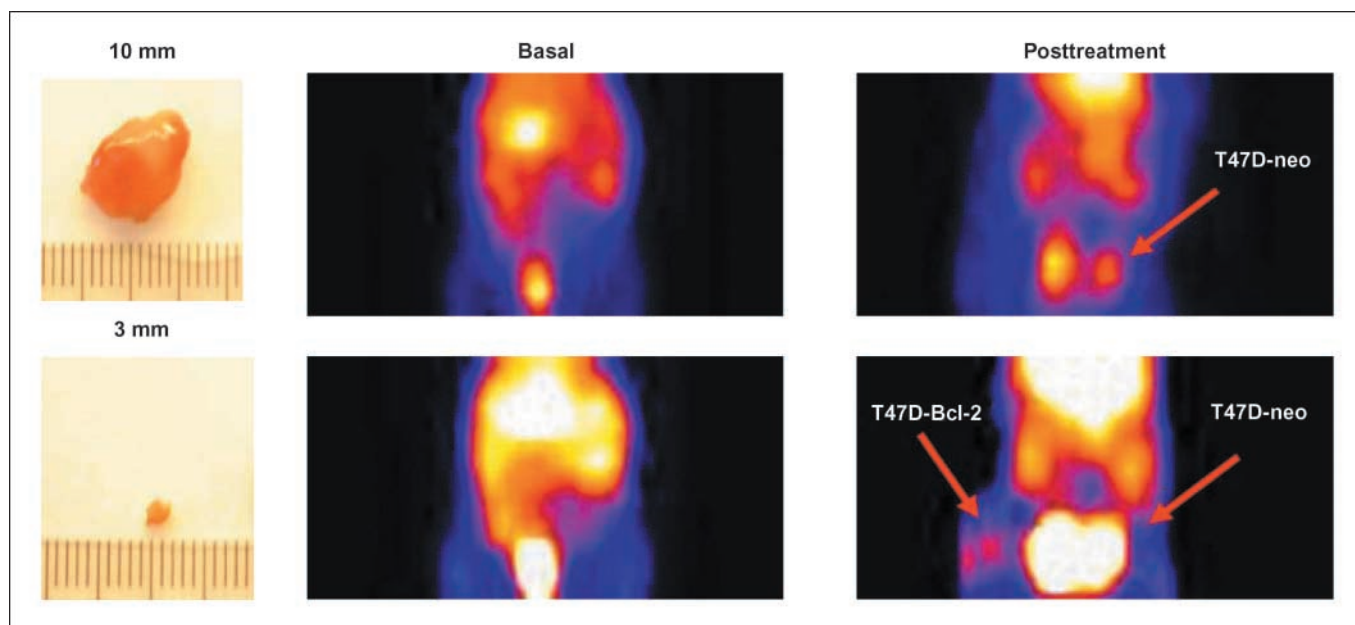 10 mm
Basal
Posttreatment
T47D-neo
3 mm
T47D-Bcl-2
T47D-neo